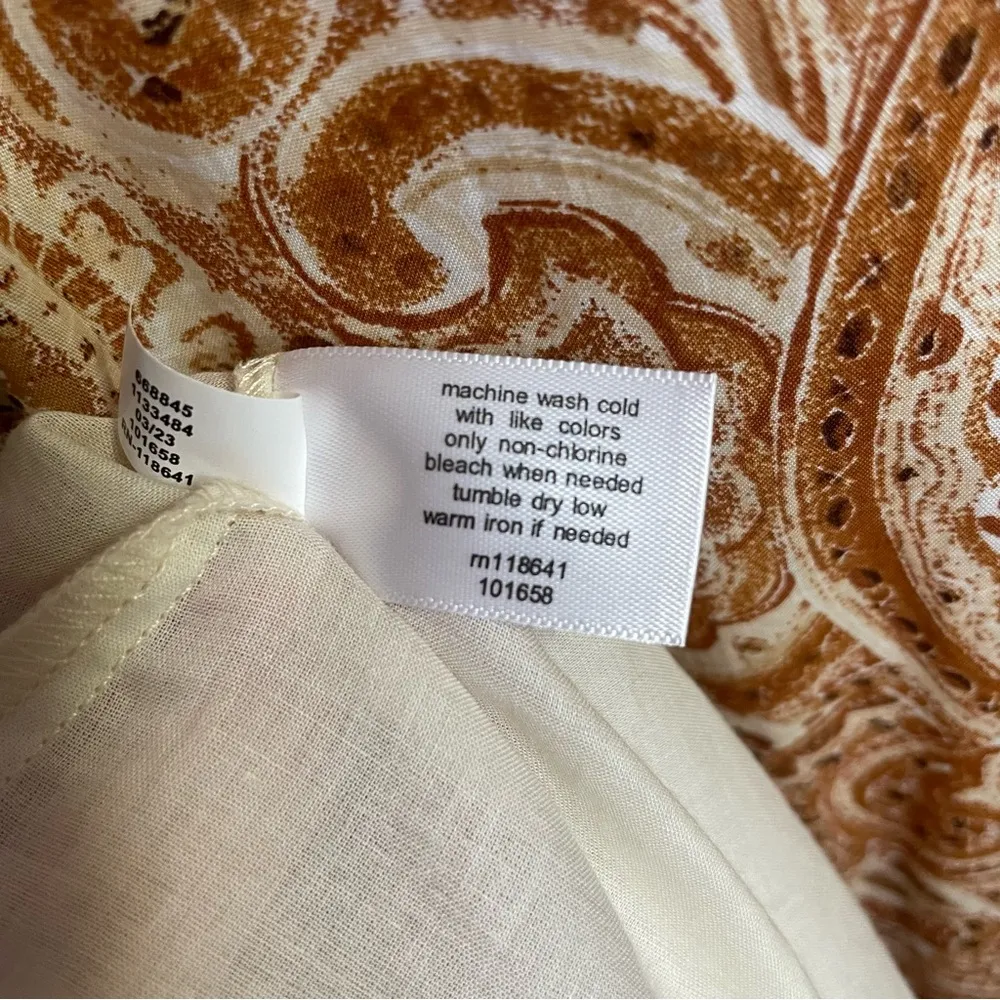 668845
1133484
03/23
101658
RN-118641
machine wash cold
with like colors
only non-chlorine
bleach when needed
tumble dry low
warm iron if needed
rn118641
101658